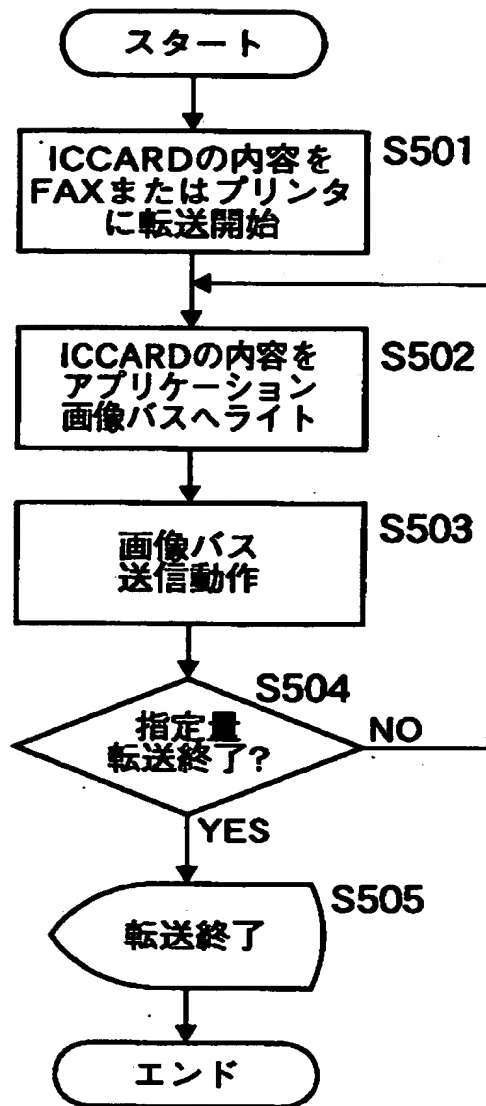 スタート
ICCARDの内容を
FAXまたはプリンタ
に転送開始
S501
ICCARDの内容を
アプリケーション
画像バスへライト
S502
画像バス
送信動作
S503
S504
指定量
転送終了?
NO
YES
S505
転送終了
エンド